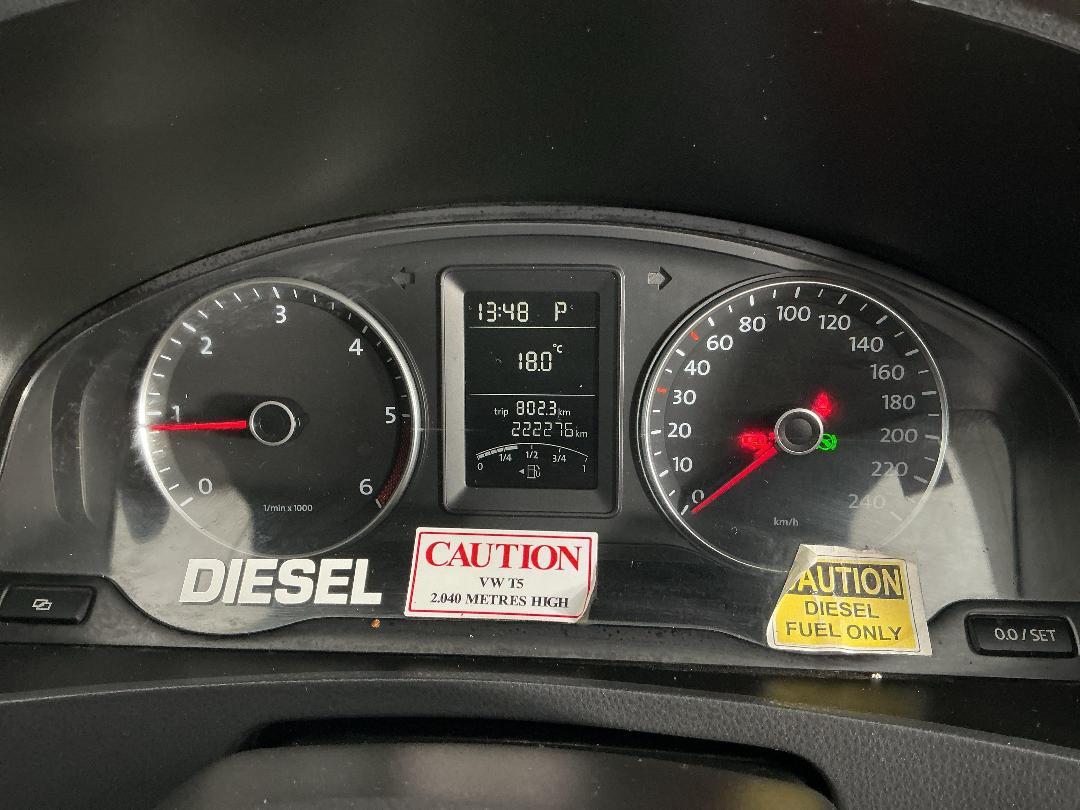 13:48 P
18.0°C
trip 802.3 km
222276 km
0 1/4 1/2 3/4 1
0 1 2 3 4 5 6
1/min x 1000
0 10 20 30 40 60 80 100 120 140 160 180 200 220 240
km/h
DIESEL
CAUTION
VW T5
2.040 METRES HIGH
AUTION
DIESEL
FUEL ONLY
0.0 / SET